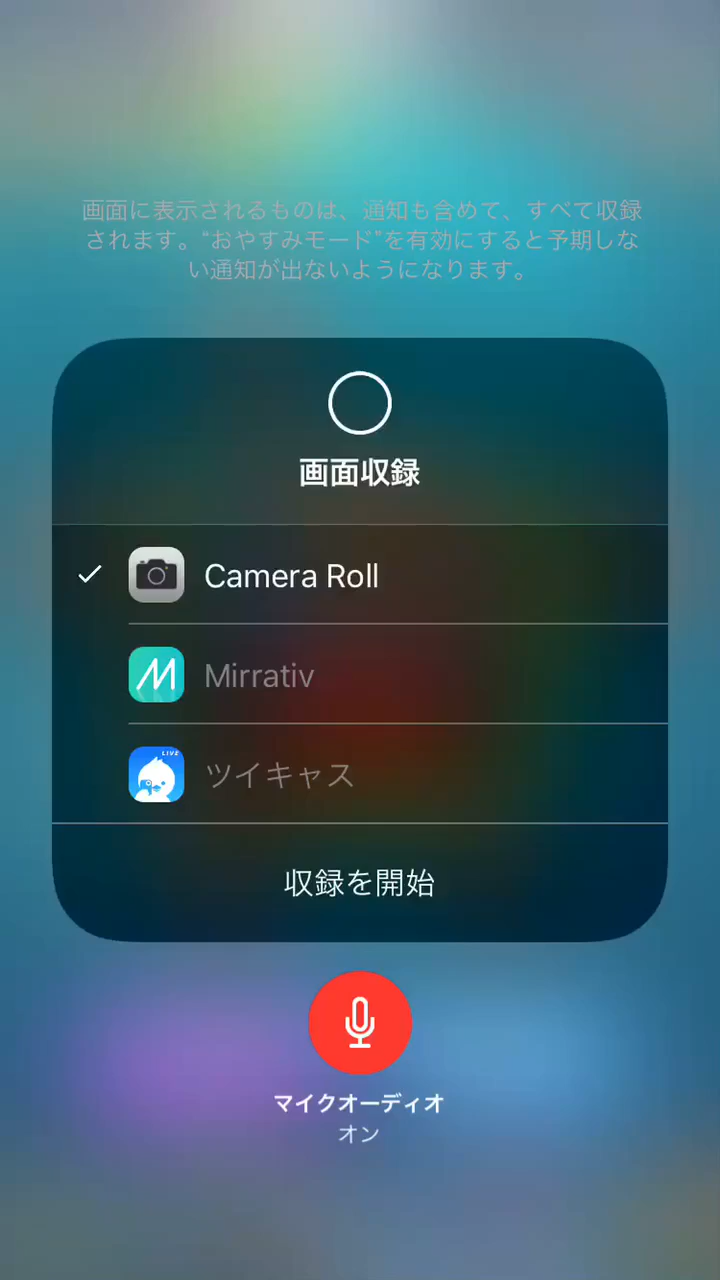 画面に表示されるものは、通知も含めて、すべて収録
されます。“おやすみモード”を有効にすると予期しな
い通知が出ないようになります。
画面収録
Camera Roll
Mirrativ
LIVE
ツイキャス
収録を開始
マイクオーディオ
オン